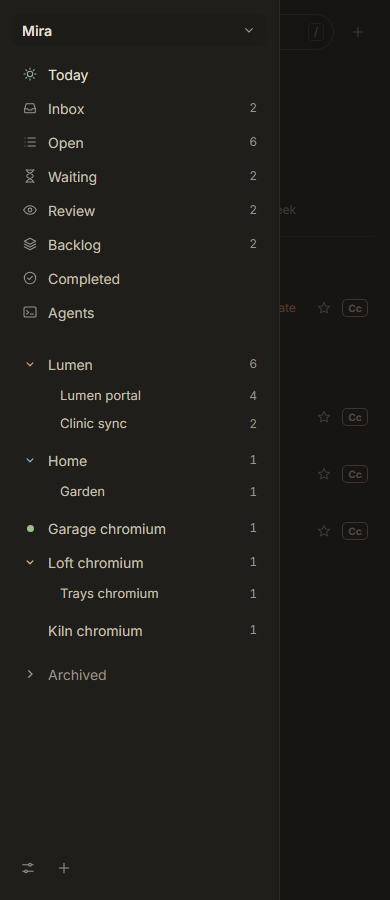 Mira
/
Today
Inbox 2
Open 6
Waiting 2
Review 2
eek
Backlog 2
Completed
ate Cc
Agents
Lumen 6
Lumen portal 4
Cc
Clinic sync 2
Home 1
Cc
Garden 1
Garage chromium 1
Cc
Loft chromium 1
Trays chromium 1
Kiln chromium 1
Archived